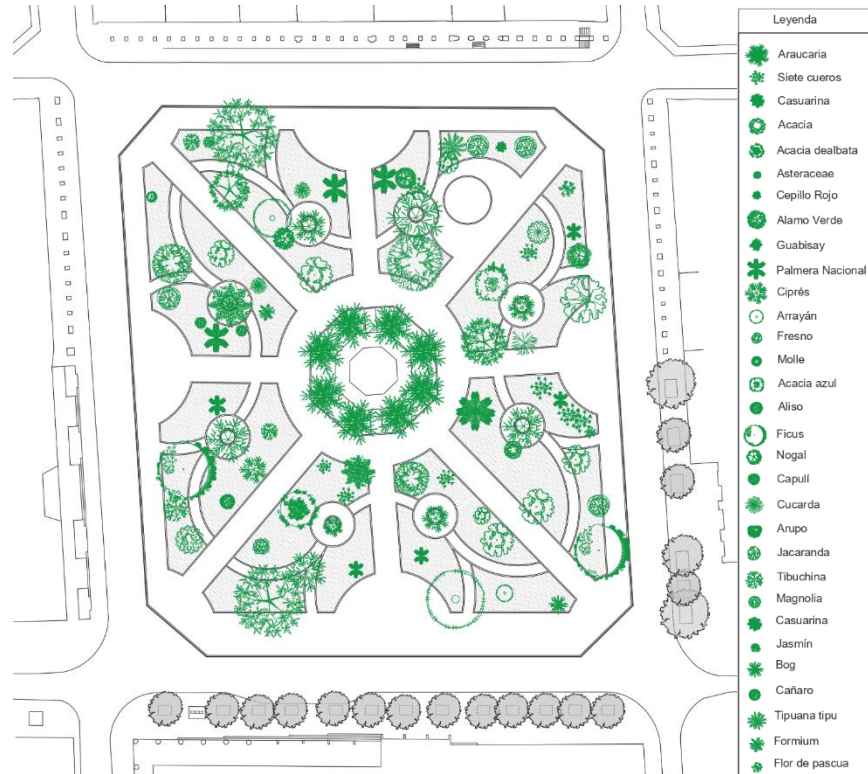 Leyenda
Araucaria
Siete cueros
Casuarina
Acacia
Acacia dealbata
Asteraceae
Cepillo Rojo
Alamo Verde
Guabisay
Palmera Nacional
Ciprés
Arrayán
Fresno
Molle
Acacia azul
Aliso
Ficus
Nogal
Capulí
Cucarda
Arupo
Jacaranda
Tibuchina
Magnolia
Casuarina
Jasmín
Bog
Cañaro
Tipuana tipu
Formium
Flor de pascua